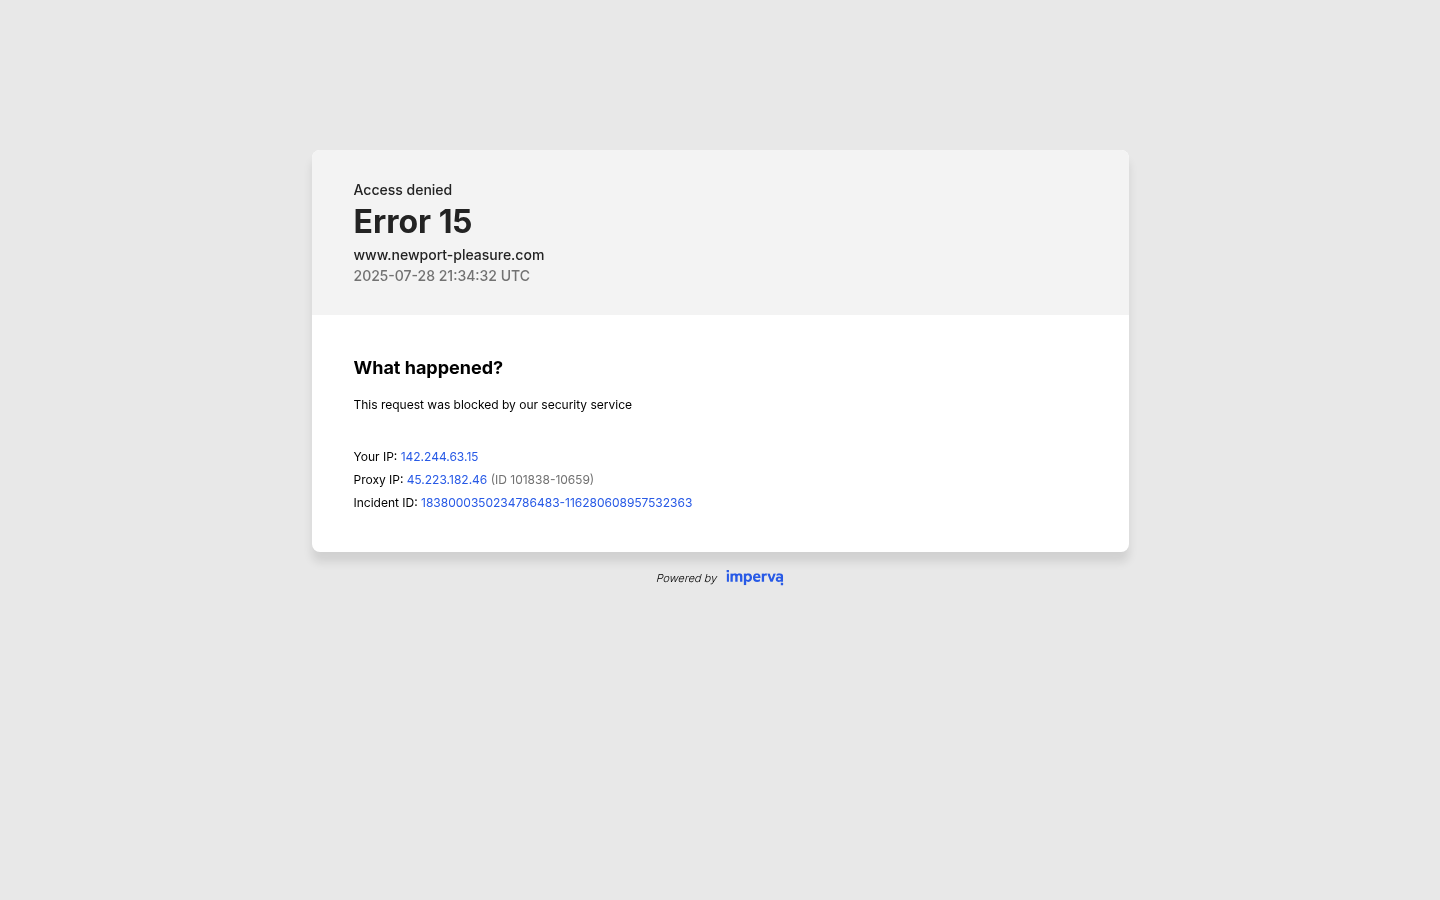 Access denied
Error 15
www.newport-pleasure.com
2025-07-28 21:34:32 UTC
What happened?
This request was blocked by our security service
Your IP: 142.244.63.15
Proxy IP: 45.223.182.46 (ID 101838-10659)
Incident ID: 1838000350234786483-116280608957532363
Powered by imperva